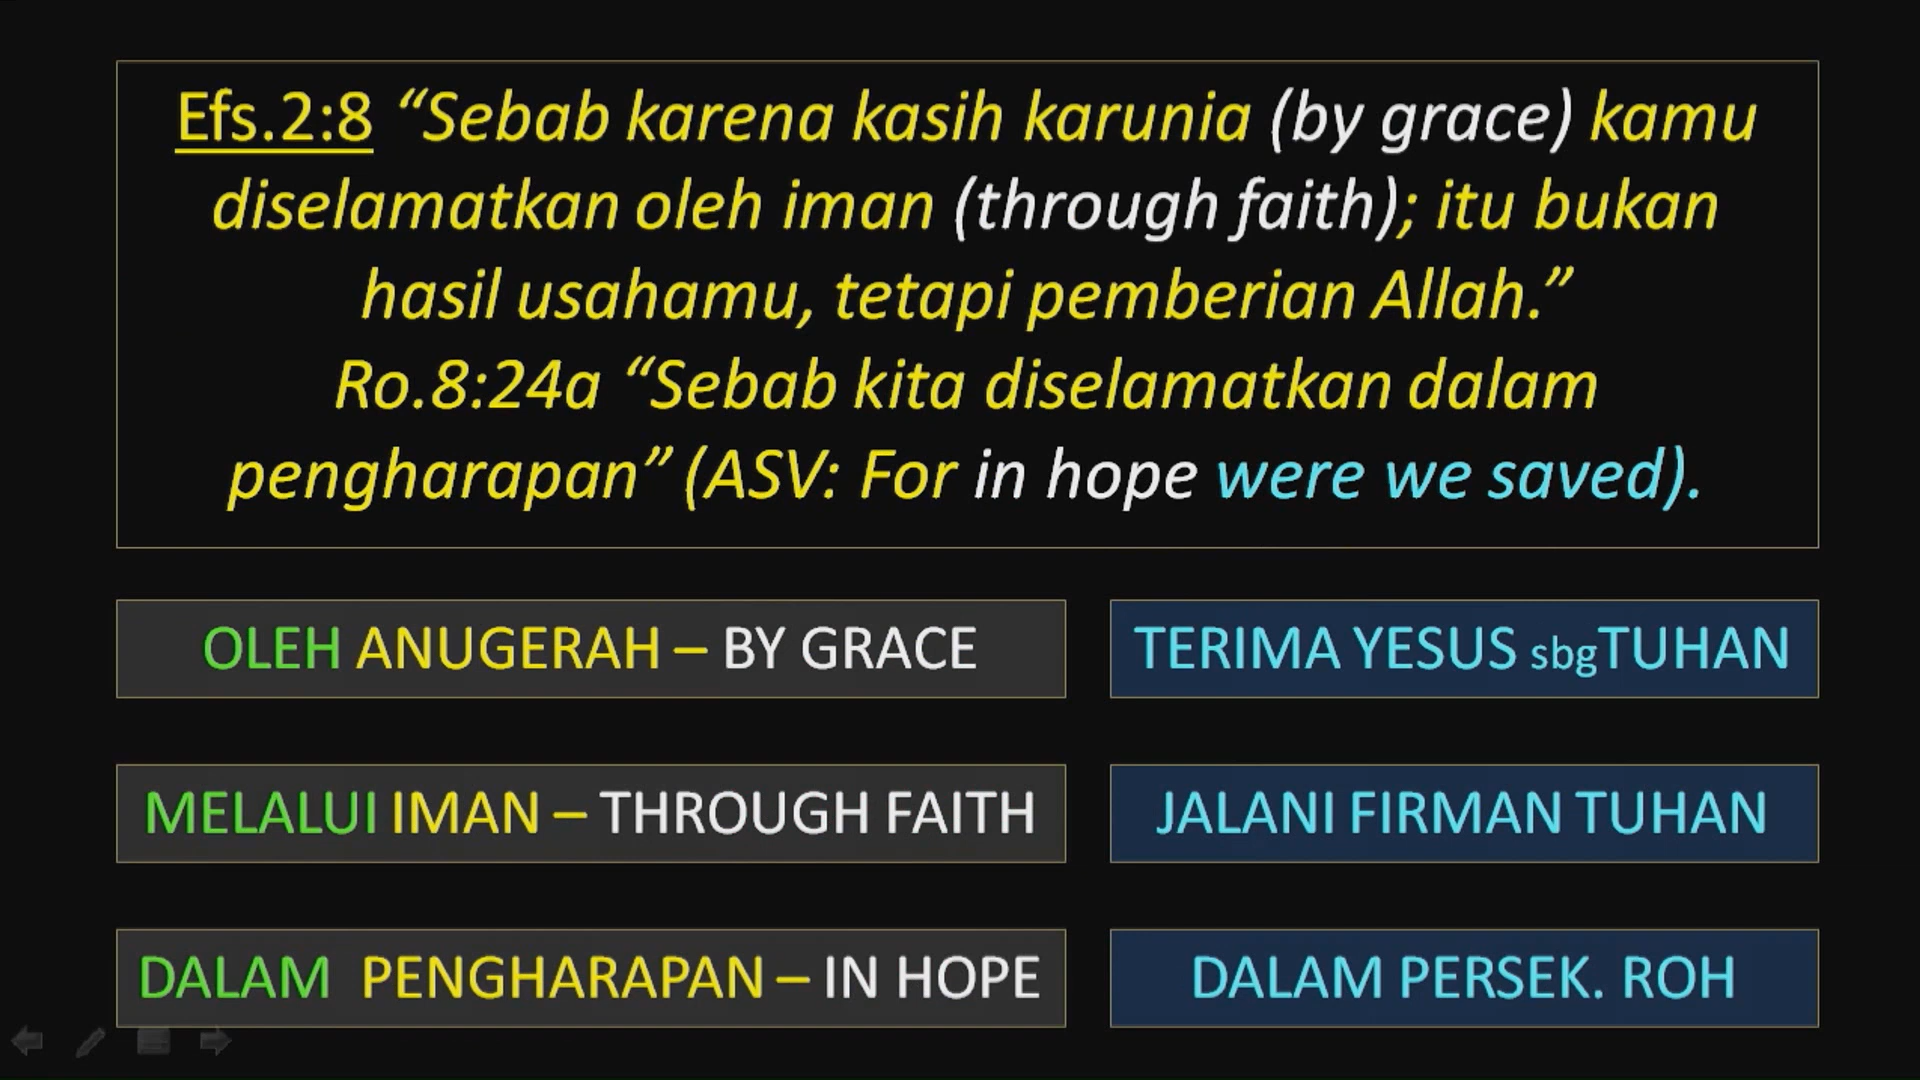 Efs.2:8 “Sebab karena kasih karunia (by grace) kamu
diselamatkan oleh iman (through faith); itu bukan
hasil usahamu, tetapi pemberian Allah.”
Ro.8:24a “Sebab kita diselamatkan dalam
pengharapan” (ASV: For in hope were we saved).
OLEH ANUGERAH – BY GRACE
TERIMA YESUS sbgTUHAN
MELALUI IMAN – THROUGH FAITH
JALANI FIRMAN TUHAN
DALAM  PENGHARAPAN – IN HOPE
DALAM PERSEK. ROH